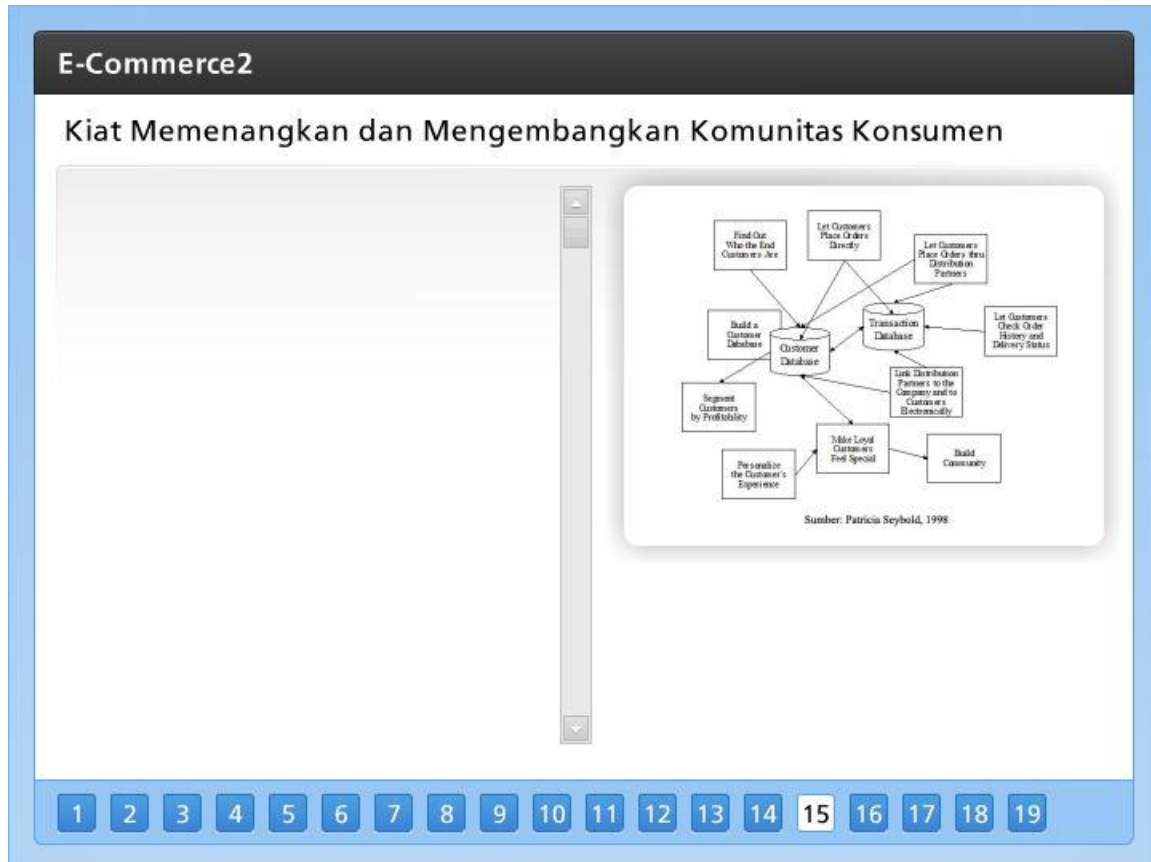 E-Commerce2
Kiat Memenangkan dan Mengembangkan Komunitas Konsumen
Find Out
Who the End
Customers Are
Let Customers
Place Orders
Directly
Let Customers
Place Orders thru
Distribution
Partners
Build a
Customer
Database
Customer
Database
Transaction
Database
Let Customers
Check Order
History and
Delivery Status
Segment
Customers
by Profitability
Link Distribution
Partners to the
Company and to
Customers
Electronically
Personalize
the Customer's
Experience
Make Loyal
Customers
Feel Special
Build
Community
Sumber: Patricia Seybold, 1998
1 2 3 4 5 6 7 8 9 10 11 12 13 14 15 16 17 18 19